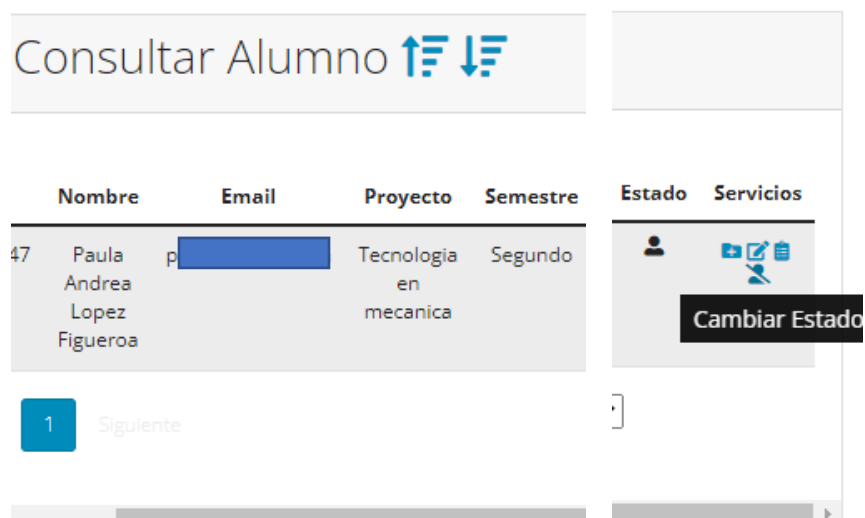 Consultar Alumno
Nombre Email Proyecto Semestre Estado Servicios
47 Paula p Tecnologia Segundo
Andrea en
Lopez mecanica
Figueroa
Cambiar Estado
1 Siguiente